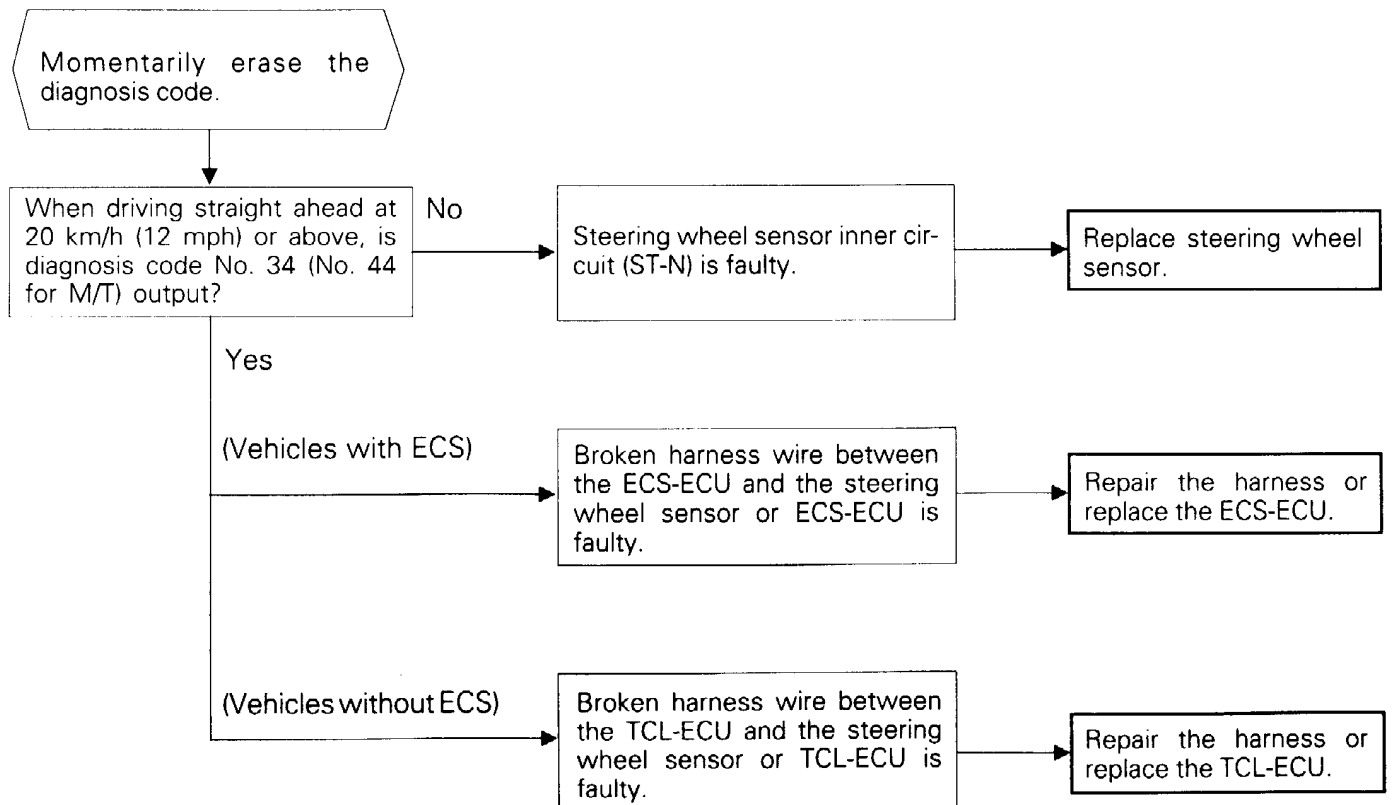 Momentarily erase the
diagnosis code.
When driving straight ahead at
20 km/h (12 mph) or above, is
diagnosis code No. 34 (No. 44
for M/T) output?
No
Steering wheel sensor inner cir-
cuit (ST-N) is faulty.
Replace steering wheel
sensor.
Yes
(Vehicles with ECS)
Broken harness wire between
the ECS-ECU and the steering
wheel sensor or ECS-ECU is
faulty.
Repair the harness or
replace the ECS-ECU.
(Vehicles without ECS)
Broken harness wire between
the TCL-ECU and the steering
wheel sensor or TCL-ECU is
faulty.
Repair the harness or
replace the TCL-ECU.